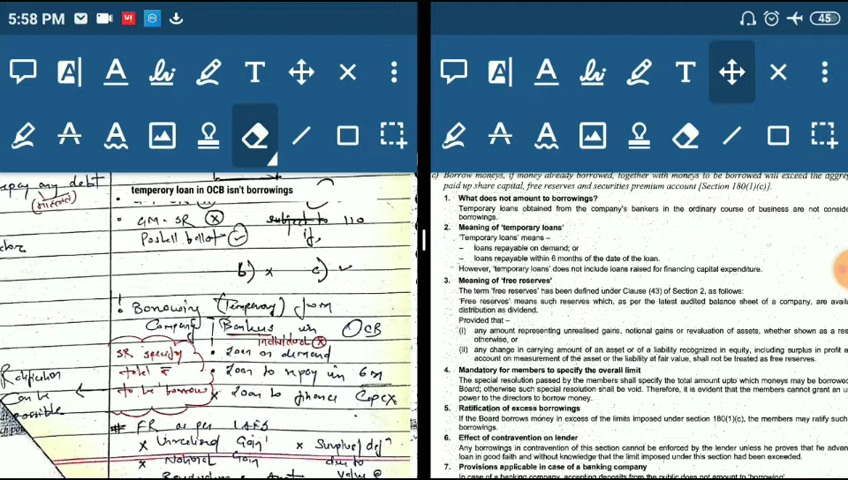 5:58 PM
45
repay any debt
temperory loan in OCB isn't borrowings
GM - SR
subject to 110
Postell ballot
if,
b) x c)
! Borrowing (Temporary) from
Company Bankers in OCB
individual
SR specify
• loan on demand
total
• loan to repay in 6M
to be borrow
x loan to finance Capex
Ratification
can be
possible
# FR as per LAFS
x Unrealised Gain
x Surplus/def
x Notional Gain
due to
value
c) Borrow moneys, if money already borrowed, together with moneys to be borrowed will exceed the aggre
paid up share capital, free reserves and securities premium account [Section 180(1)(c)].
1. What does not amount to borrowings?
Temporary loans obtained from the company's bankers in the ordinary course of business are not conside
borrowings.
2. Meaning of 'temporary loans'
'Temporary loans' means –
– loans repayable on demand; or
– loans repayable within 6 months of the date of the loan.
However, 'temporary loans' does not include loans raised for financing capital expenditure.
3. Meaning of 'free reserves'
The term 'free reserves' has been defined under Clause (43) of Section 2, as follows:
'Free reserves' means such reserves which, as per the latest audited balance sheet of a company, are avail
distribution as dividend.
Provided that –
(i) any amount representing unrealised gains, notional gains or revaluation of assets, whether shown as a res
otherwise, or
(ii) any change in carrying amount of an asset or of a liability recognized in equity, including surplus in profit a
account on measurement of the asset or the liability at fair value, shall not be treated as free reserves.
4. Mandatory for members to specify the overall limit
The special resolution passed by the members shall specify the total amount upto which moneys may be borrowed
Board; otherwise such special resolution shall be void. Therefore, it is evident that the members cannot grant an un
power to the directors to borrow money.
5. Ratification of excess borrowings
If the Board borrows money in excess of the limits imposed under section 180(1)(c), the members may ratify such
borrowings.
6. Effect of contravention on lender
Any borrowings in contravention of this section cannot be enforced by the lender unless he proves that he advan
loan in good faith and without knowledge that the limit imposed under this section had been exceeded.
7. Provisions applicable in case of a banking company